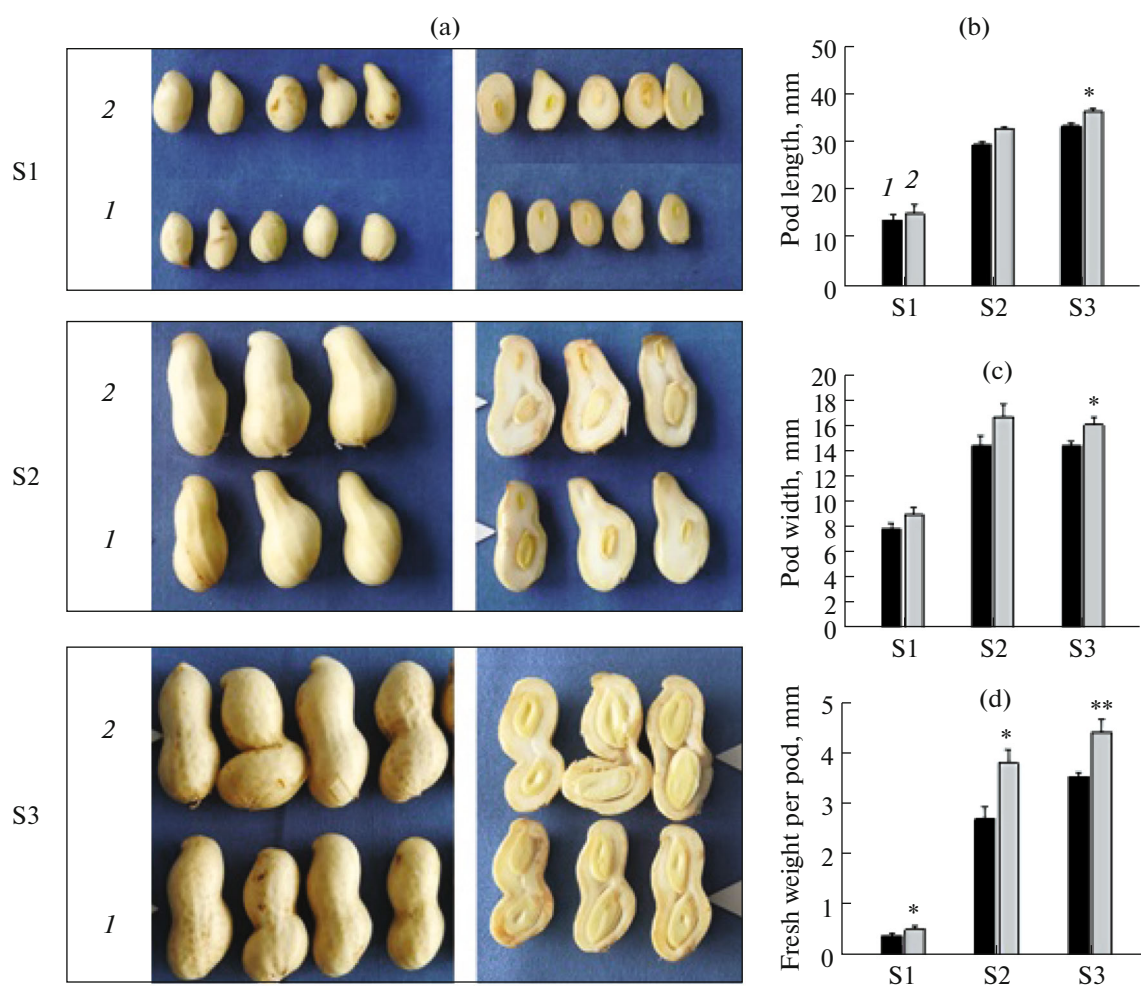 (a)
S1
2
1
S2
2
1
S3
2
1
(b)
Pod length, mm
50
40
30
20
10
0
1 2
*
S1 S2 S3
(c)
Pod width, mm
20
18
16
14
12
10
8
6
4
2
0
*
S1 S2 S3
(d)
Fresh weight per pod, mm
5
4
3
2
1
0
*
*
**
S1 S2 S3